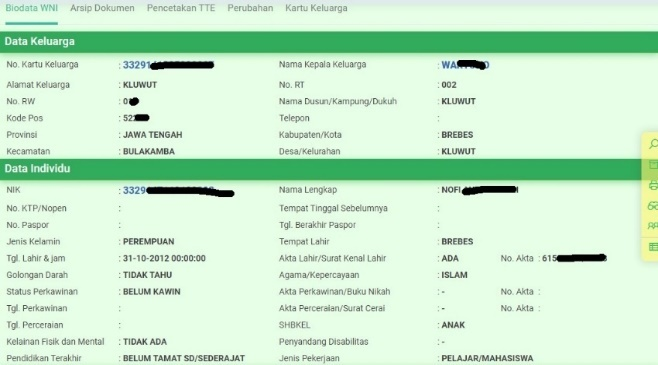 Biodata WNI Arsip Dokumen Pencetakan TTE Perubahan Kartu Keluarga
Data Keluarga
No. Kartu Keluarga : 33291 Nama Kepala Keluarga : WA
Alamat Keluarga : KLUWUT No. RT : 002
No. RW : 0 Nama Dusun/Kampung/Dukuh : KLUWUT
Kode Pos : 52 Telepon :
Provinsi : JAWA TENGAH Kabupaten/Kota : BREBES
Kecamatan : BULAKAMBA Desa/Kelurahan : KLUWUT
Data Individu
NIK : 3329 Nama Lengkap : NOFI
No. KTP/Nopen : Tempat Tinggal Sebelumnya :
No. Paspor : Tgl. Berakhir Paspor :
Jenis Kelamin : PEREMPUAN Tempat Lahir : BREBES
Tgl. Lahir & jam : 31-10-2012 00:00:00 Akta Lahir/Surat Kenal Lahir : ADA No. Akta : 615
Golongan Darah : TIDAK TAHU Agama/Kepercayaan : ISLAM
Status Perkawinan : BELUM KAWIN Akta Perkawinan/Buku Nikah : - No. Akta :
Tgl. Perkawinan : Akta Perceraian/Surat Cerai : - No. Akta :
Tgl. Perceraian : SHBKEL : ANAK
Kelainan Fisik dan Mental : TIDAK ADA Penyandang Disabilitas : -
Pendidikan Terakhir : BELUM TAMAT SD/SEDERAJAT Jenis Pekerjaan : PELAJAR/MAHASISWA